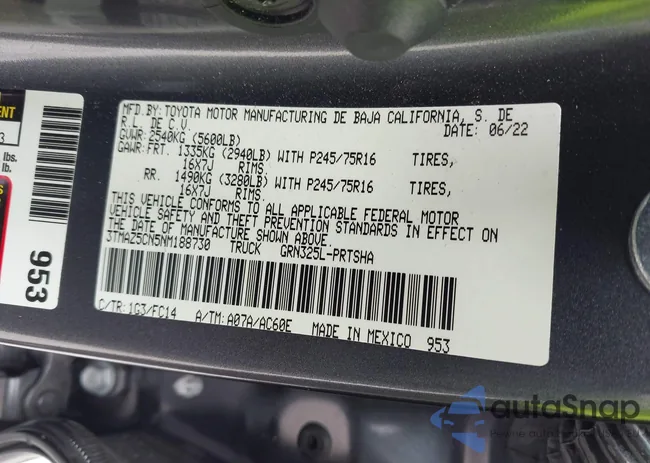 MFD.BY: TOYOTA MOTOR MANUFACTURING DE BAJA CALIFORNIA, S. DE
R.L. DE C.V. DATE: 06/22
GVWR: 2540KG (5600LB)
GAWR: FRT. 1335KG (2940LB) WITH P245/75R16 TIRES,
16X7J RIMS.
RR. 1490KG (3280LB) WITH P245/75R16 TIRES,
16X7J RIMS.
THIS VEHICLE CONFORMS TO ALL APPLICABLE FEDERAL MOTOR
VEHICLE SAFETY AND THEFT PREVENTION STANDARDS IN EFFECT ON
THE DATE OF MANUFACTURE SHOWN ABOVE.
3TMAZ5CN5NM188730 TRUCK GRN325L-PRTSHA
C/TR: 1G3/FC14 A/TM: A07A/AC60E MADE IN MEXICO 953
953
lbs.
lb.
autoSnap